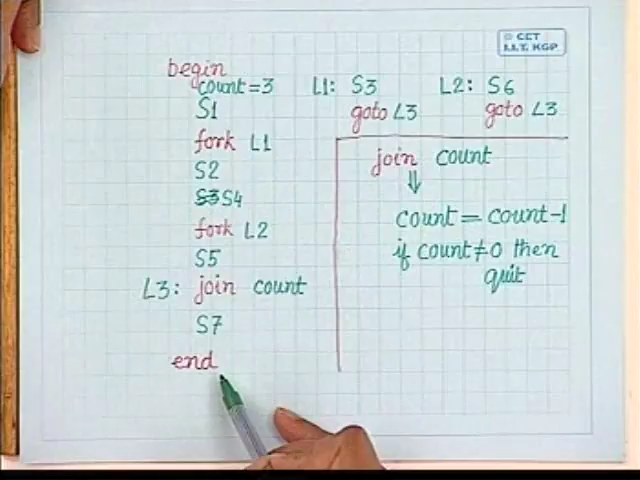 © CET
I.I.T. KGP
begin
count=3
S1
fork L1
S2
S4
fork L2
S5
L3: join count
S7
end
L1: S3
goto L3
L2: S6
goto L3
join count
⇓
count = count-1
if count≠0 then
quit